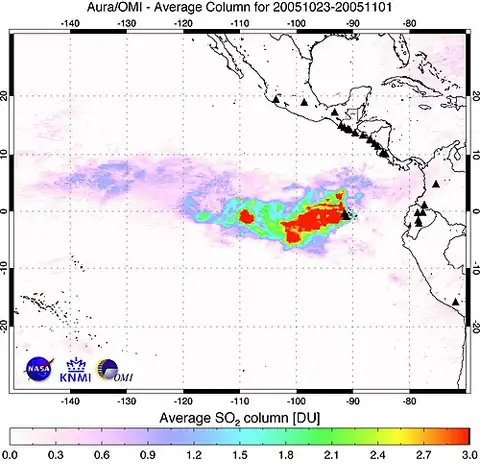 Aura/OMI - Average Column for 20051023-20051101
-140 -120 -100 -80
20 20
10 10
0 0
-10 -10
-20 -20
NASA KNMI OMI
-140 -130 -120 -110 -100 -90 -80
Average SO2 column [DU]
0.0 0.3 0.6 0.9 1.2 1.5 1.8 2.1 2.4 2.7 3.0